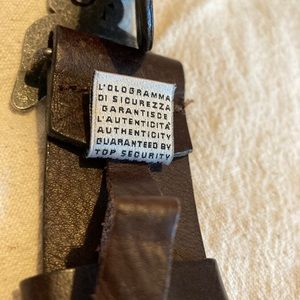 L'OLOGRAMMA
DI SICUREZZA
GARANTISCE
L'AUTENTICITÀ
AUTHENTICITY
GUARANTEED BY
TOP SECURITY